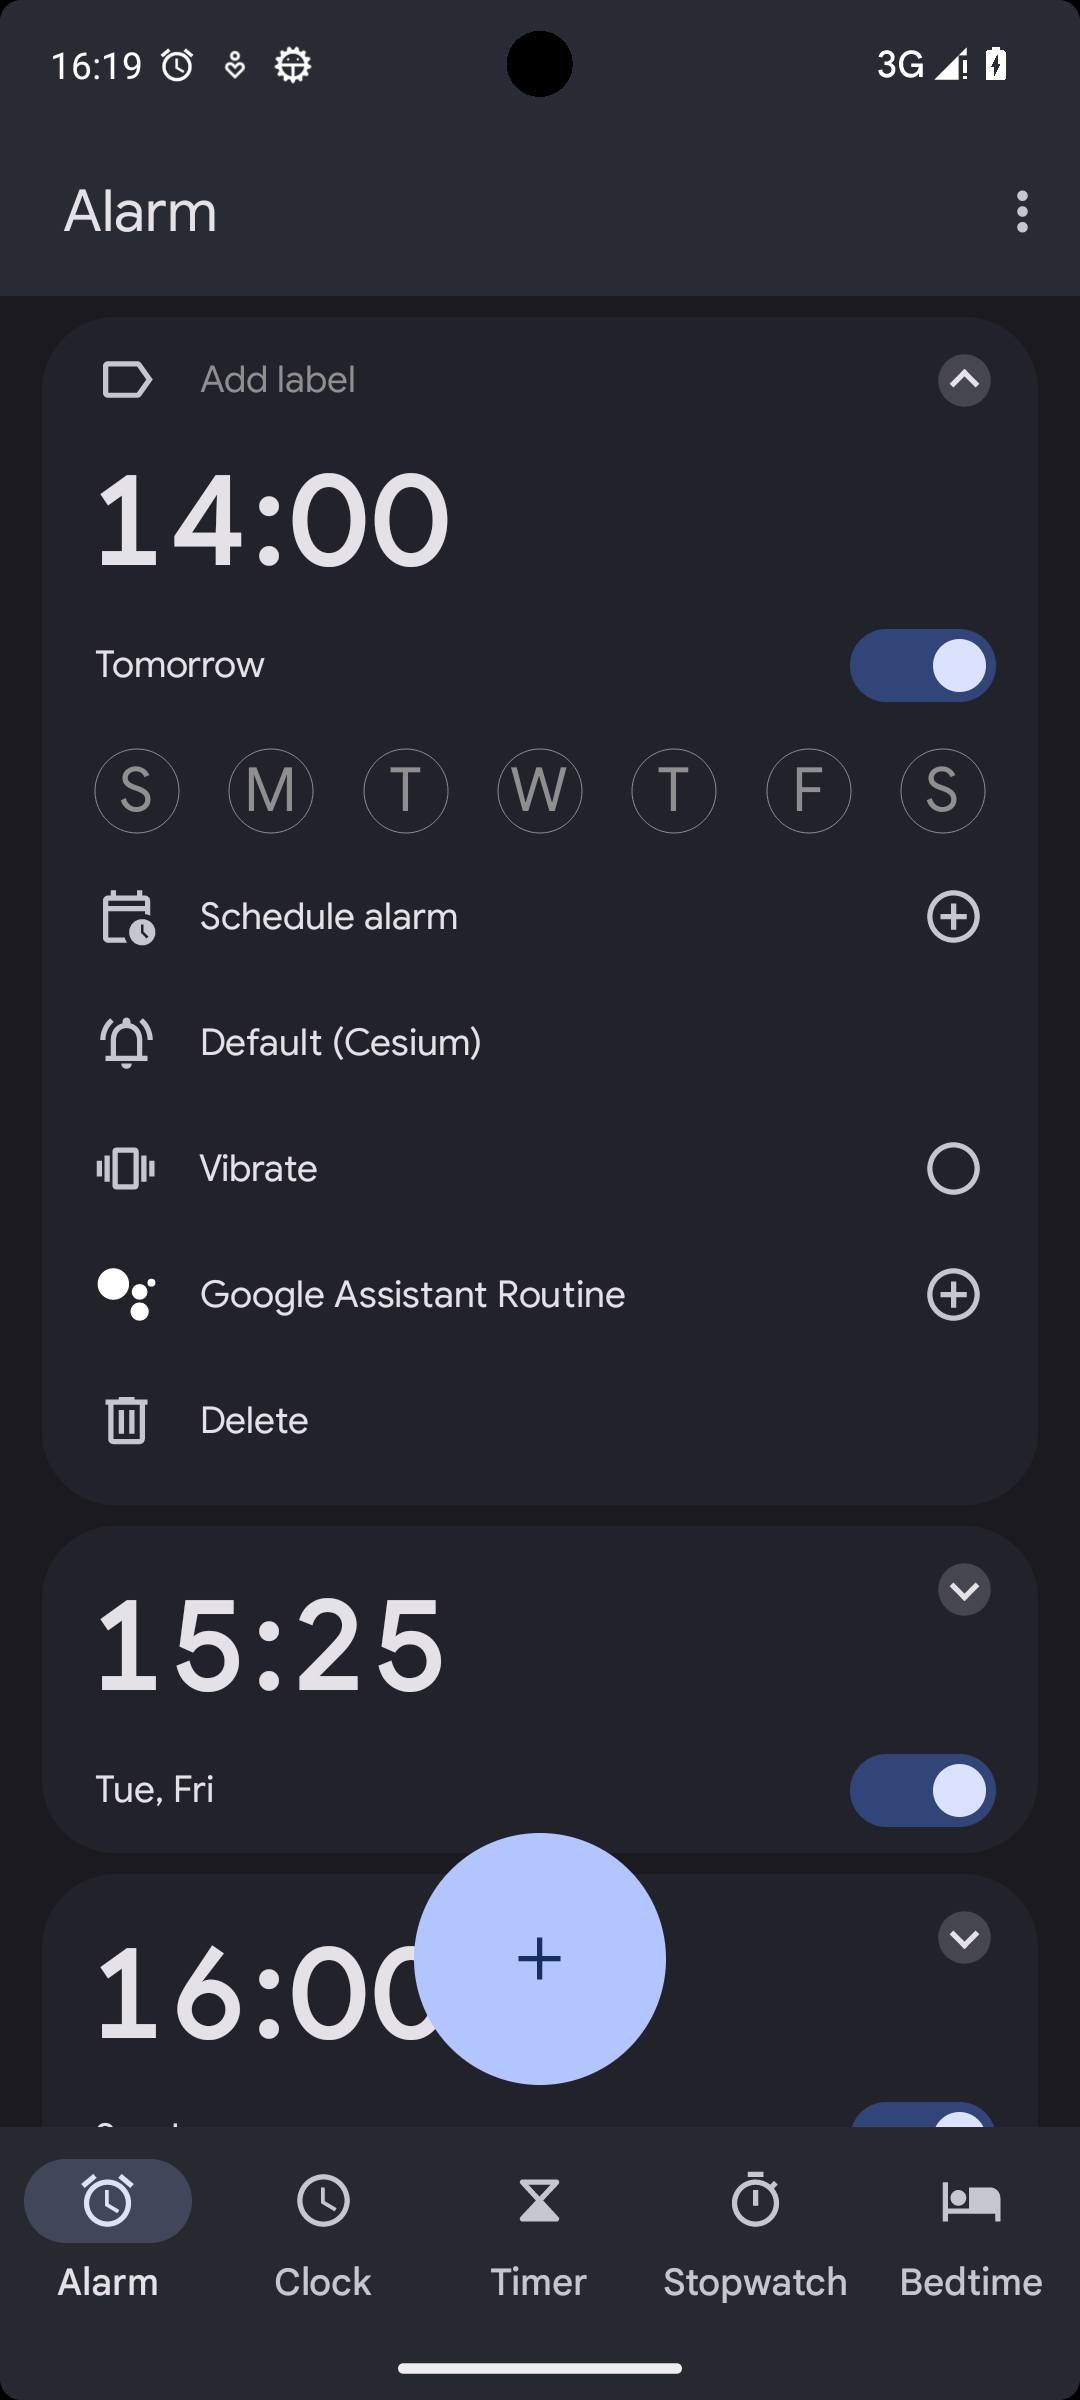 16:19
3G
Alarm
Add label
14:00
Tomorrow
S M T W T F S
Schedule alarm
Default (Cesium)
Vibrate
Google Assistant Routine
Delete
15:25
Tue, Fri
16:00
Alarm Clock Timer Stopwatch Bedtime